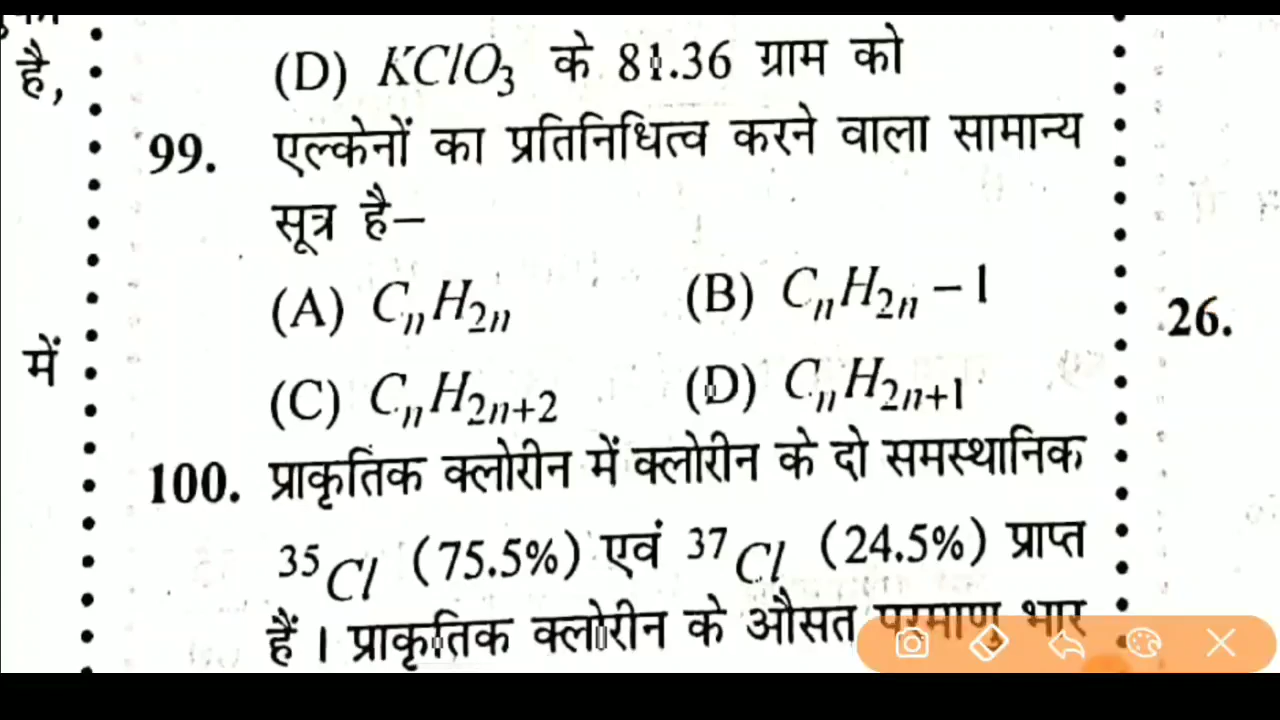 है,
में
(D) KClO₃ के 81.36 ग्राम को
99. एल्केनों का प्रतिनिधित्व करने वाला सामान्य
सूत्र है–
(A) CₙH₂ₙ (B) CₙH₂ₙ – 1
(C) CₙH₂ₙ₊₂ (D) CₙH₂ₙ₊₁
100. प्राकृतिक क्लोरीन में क्लोरीन के दो समस्थानिक
³⁵Cl (75.5%) एवं ³⁷Cl (24.5%) प्राप्त
हैं । प्राकृतिक क्लोरीन के औसत परमाणु भार
26.